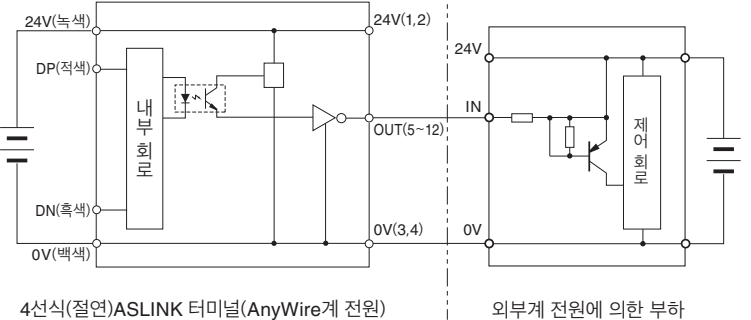 24V(녹색)
24V(1,2)
DP(적색)
내부 회로
OUT(5~12)
DN(흑색)
0V(백색)
0V(3,4)
24V
IN
제어 회로
0V
4선식(절연)ASLINK 터미널(AnyWire계 전원)
외부계 전원에 의한 부하